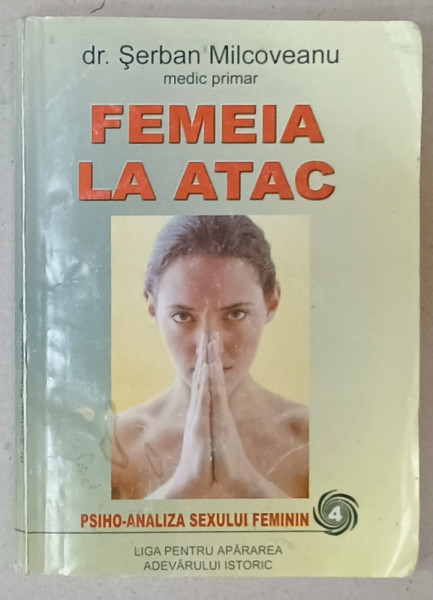 dr. Şerban Milcoveanu
medic primar
FEMEIA
LA ATAC
PSIHO-ANALIZA SEXULUI FEMININ 4
LIGA PENTRU APĂRAREA
ADEVĂRULUI ISTORIC